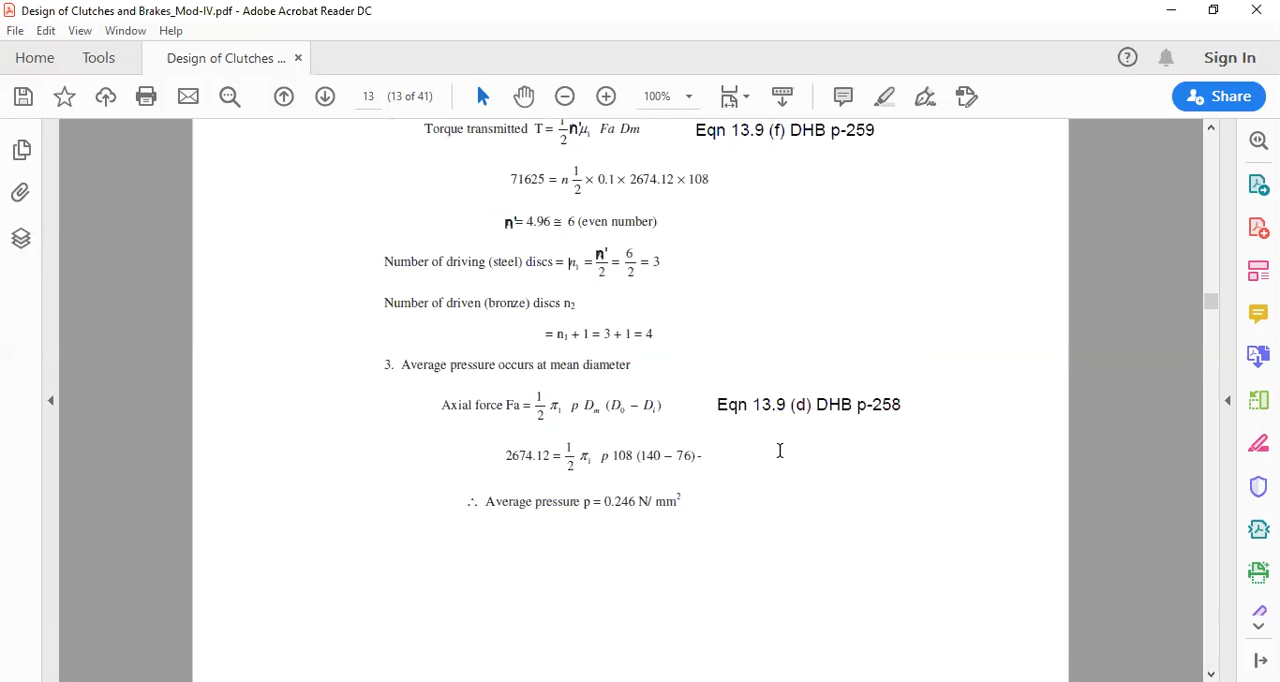 Design of Clutches and Brakes_Mod-IV.pdf - Adobe Acrobat Reader DC
File Edit View Window Help
Home Tools Design of Clutches ... × Sign In
13 (13 of 41) 100% Share
Torque transmitted T = 1/2 n'μ₁ Fa Dm Eqn 13.9 (f) DHB p-259
71625 = n 1/2 × 0.1 × 2674.12 × 108
n'= 4.96 ≅ 6 (even number)
Number of driving (steel) discs = n₁ = n'/2 = 6/2 = 3
Number of driven (bronze) discs n₂
= n₁ + 1 = 3 + 1 = 4
3. Average pressure occurs at mean diameter
Axial force Fa = 1/2 π₁ p Dₘ (D₀ − Dᵢ) Eqn 13.9 (d) DHB p-258
2674.12 = 1/2 π₁ p 108 (140 − 76) -
∴ Average pressure p = 0.246 N/ mm²